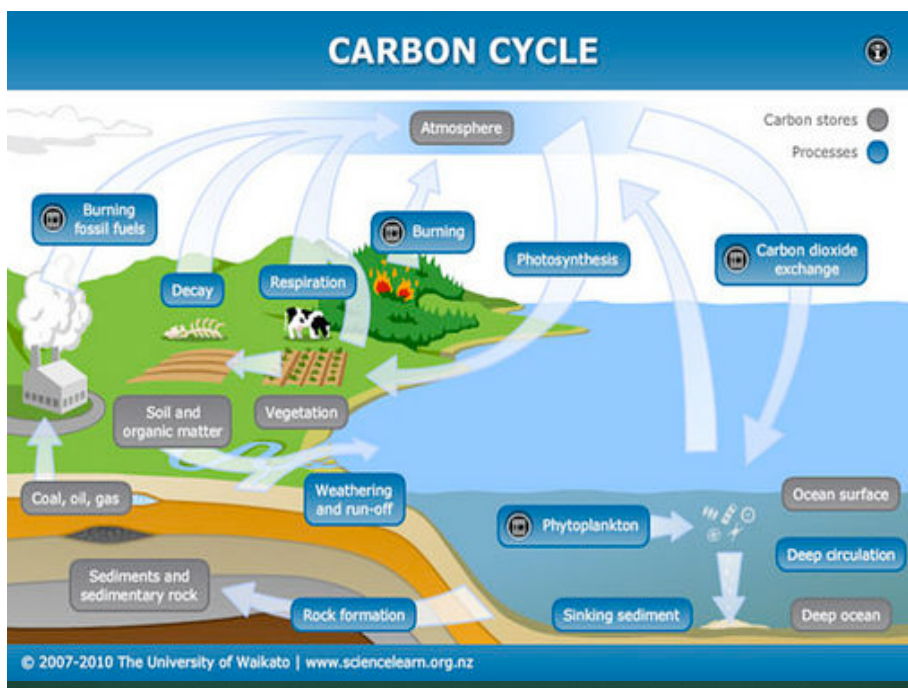 CARBON CYCLE
Atmosphere
Carbon stores
Processes
Burning
fossil fuels
Burning
Photosynthesis
Carbon dioxide
exchange
Decay
Respiration
Soil and
organic matter
Vegetation
Coal, oil, gas
Weathering
and run-off
Ocean surface
Phytoplankton
Deep circulation
Sediments and
sedimentary rock
Rock formation
Sinking sediment
Deep ocean
© 2007-2010 The University of Waikato | www.sciencelearn.org.nz